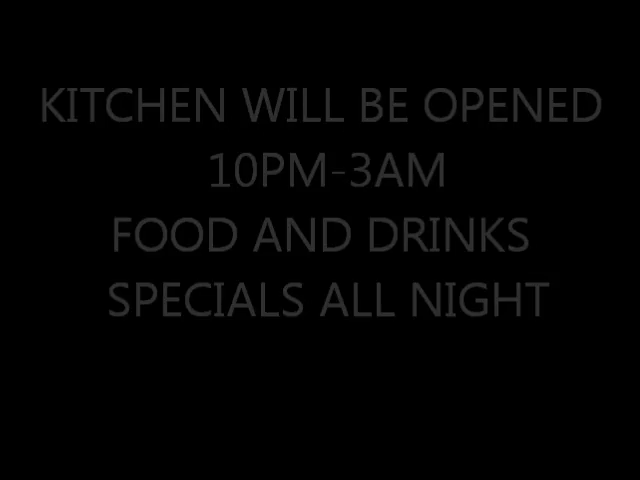 KITCHEN WILL BE OPENED
10PM-3AM
FOOD AND DRINKS
SPECIALS ALL NIGHT